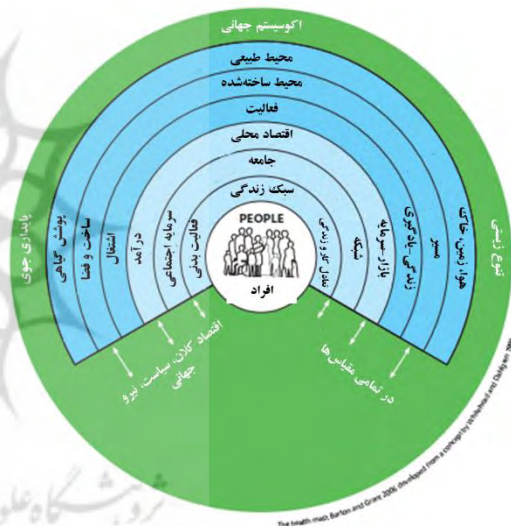 اکوسیستم جهانی
محیط طبیعی
محیط ساخته‌شده
فعالیت
اقتصاد محلی
جامعه
سبک زندگی
PEOPLE
افراد
پایداری جوی
پوشش گیاهی
ساخت و فضا
اشتغال
درآمد
سرمایه اجتماعی
فعالیت بدنی
تعادل کار و زندگی
شبکه
بازار-سرمایه
زندگی-یادگیری
مسیر
هوا، زمین، خاک
تنوع زیستی
اقتصاد کلان، سیاست، نیرو
جهانی
در تمامی مقیاس‌ها
The health map, Barton and Grant 2006 developed from a concept by Whitehead and Dahlgren